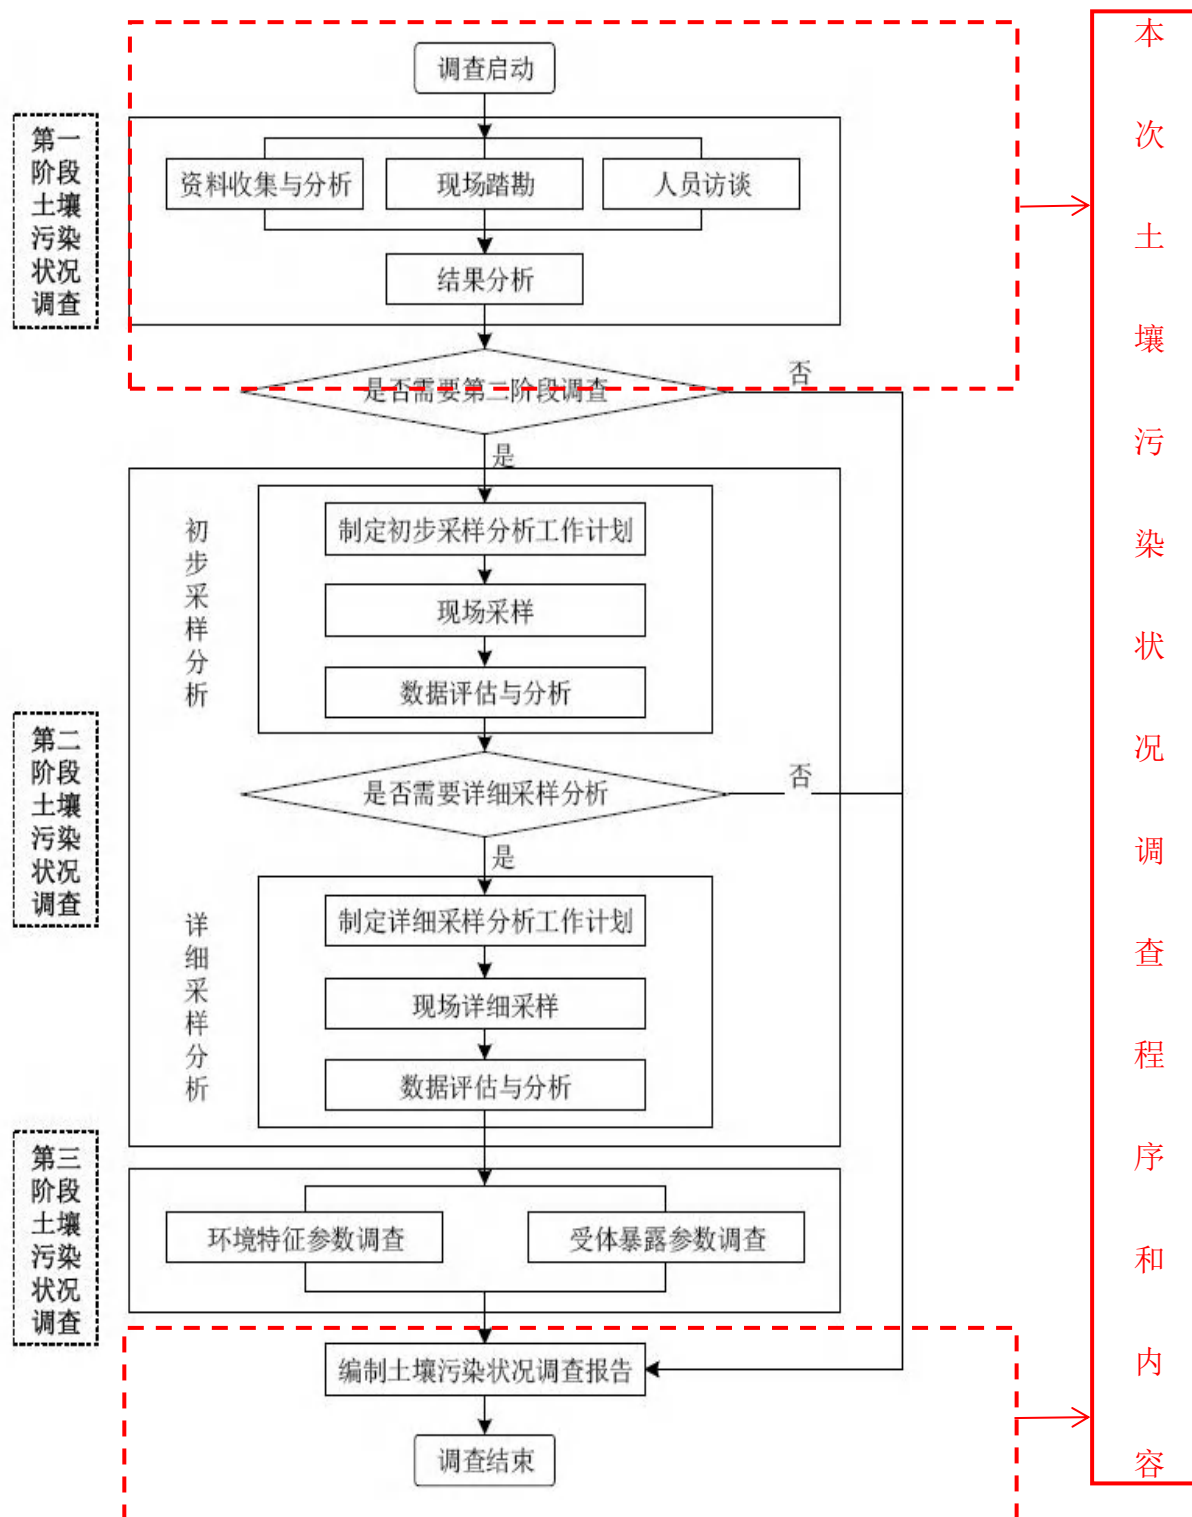 调查启动
第一
阶段
土壤
污染
状况
调查
资料收集与分析
现场踏勘
人员访谈
结果分析
是否需要第二阶段调查
否
是
初
步
采
样
分
析
制定初步采样分析工作计划
现场采样
数据评估与分析
第二
阶段
土壤
污染
状况
调查
是否需要详细采样分析
否
是
详
细
采
样
分
析
制定详细采样分析工作计划
现场详细采样
数据评估与分析
第三
阶段
土壤
污染
状况
调查
环境特征参数调查
受体暴露参数调查
编制土壤污染状况调查报告
调查结束
本
次
土
壤
污
染
状
况
调
查
程
序
和
内
容